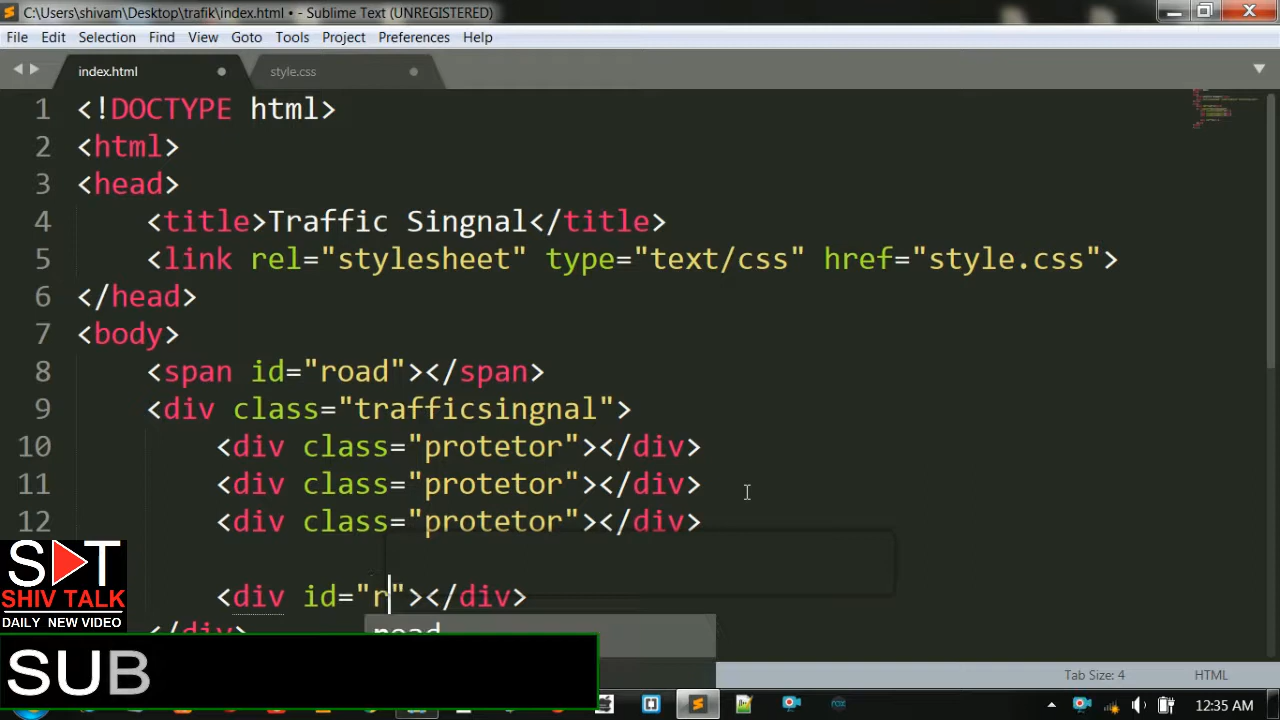 C:\Users\shivam\Desktop\trafik\index.html • - Sublime Text (UNREGISTERED)
File Edit Selection Find View Goto Tools Project Preferences Help
index.html style.css
1 <!DOCTYPE html>
2 <html>
3 <head>
4 <title>Traffic Singnal</title>
5 <link rel="stylesheet" type="text/css" href="style.css">
6 </head>
7 <body>
8 <span id="road"></span>
9 <div class="trafficsingnal">
10 <div class="protetor"></div>
11 <div class="protetor"></div>
12 <div class="protetor"></div>
<div id="r"></div>
road
</div>
S T
SHIV TALK
DAILY NEW VIDEO
SUB
Tab Size: 4 HTML
12:35 AM